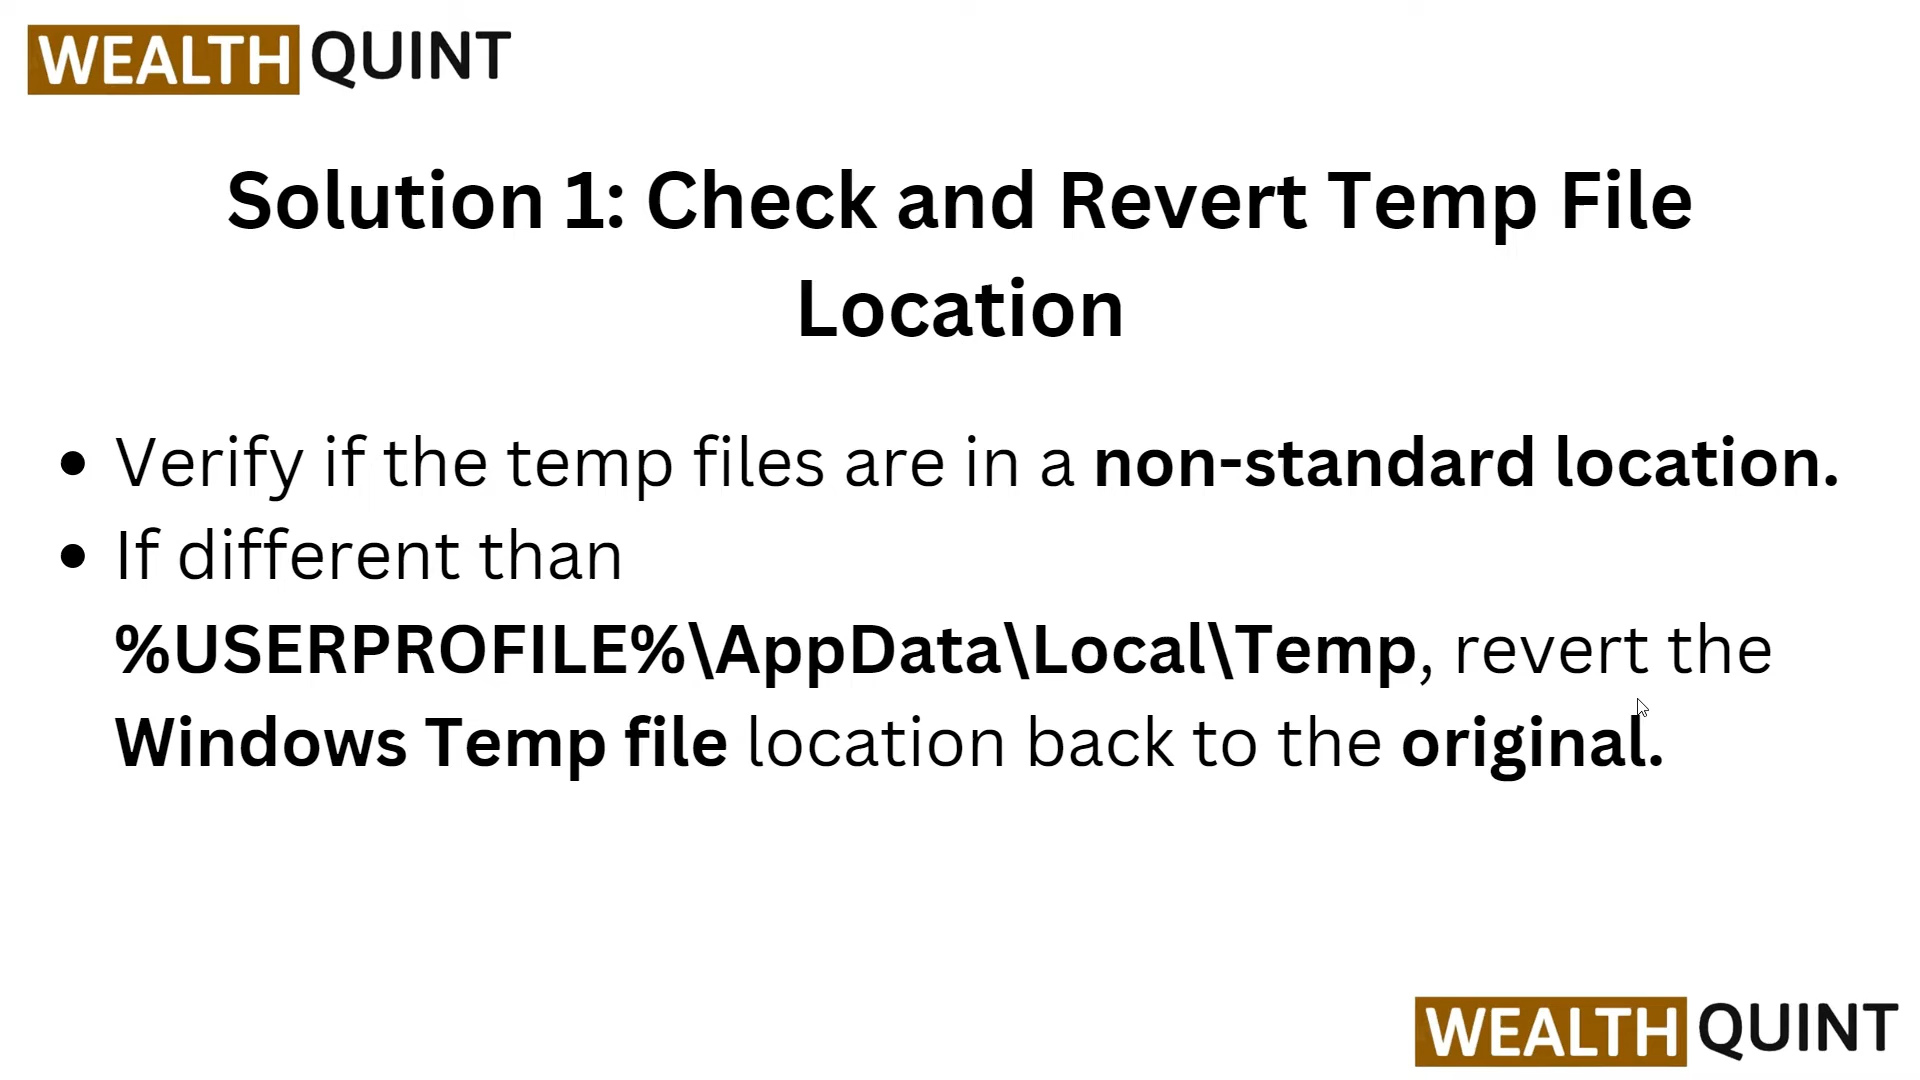 WEALTH QUINT
Solution 1: Check and Revert Temp File
Location
• Verify if the temp files are in a non-standard location.
• If different than
%USERPROFILE%\AppData\Local\Temp, revert the
Windows Temp file location back to the original.
WEALTH QUINT